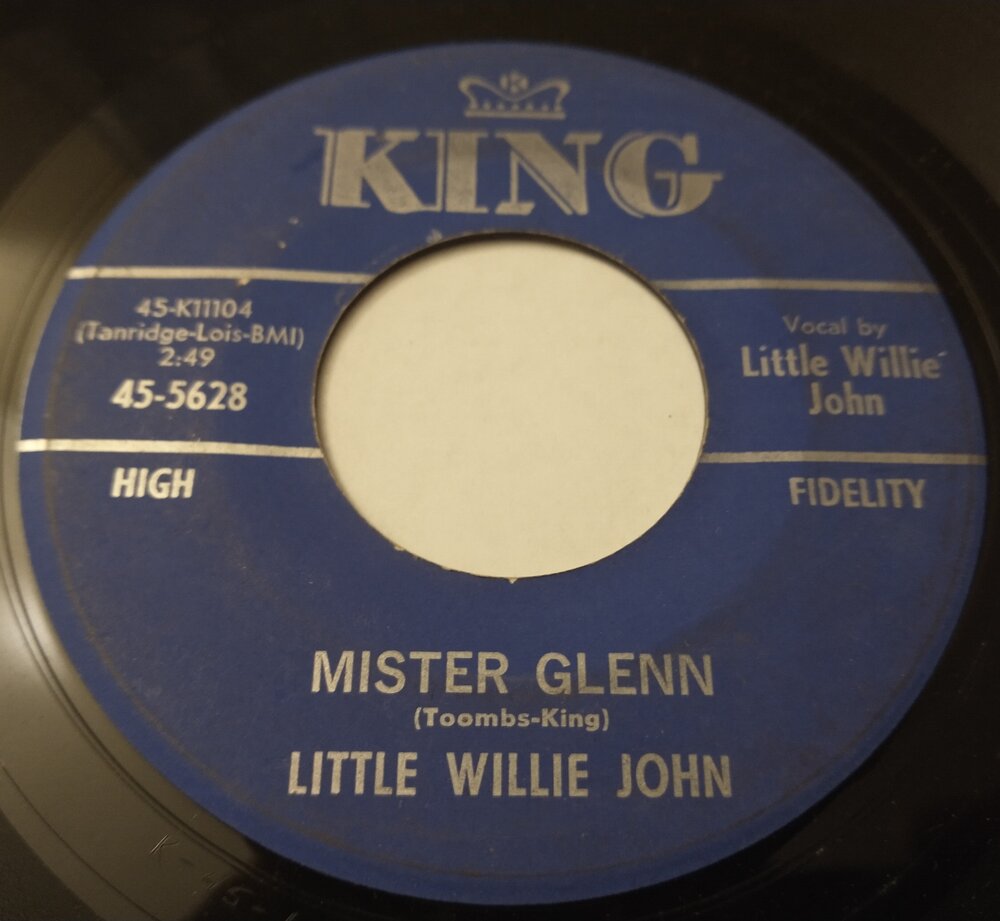 K
KING
45-K11104
(Tanridge-Lois-BMI)
2:49
45-5628
Vocal by
Little Willie
John
HIGH
FIDELITY
MISTER GLENN
(Toombs-King)
LITTLE WILLIE JOHN